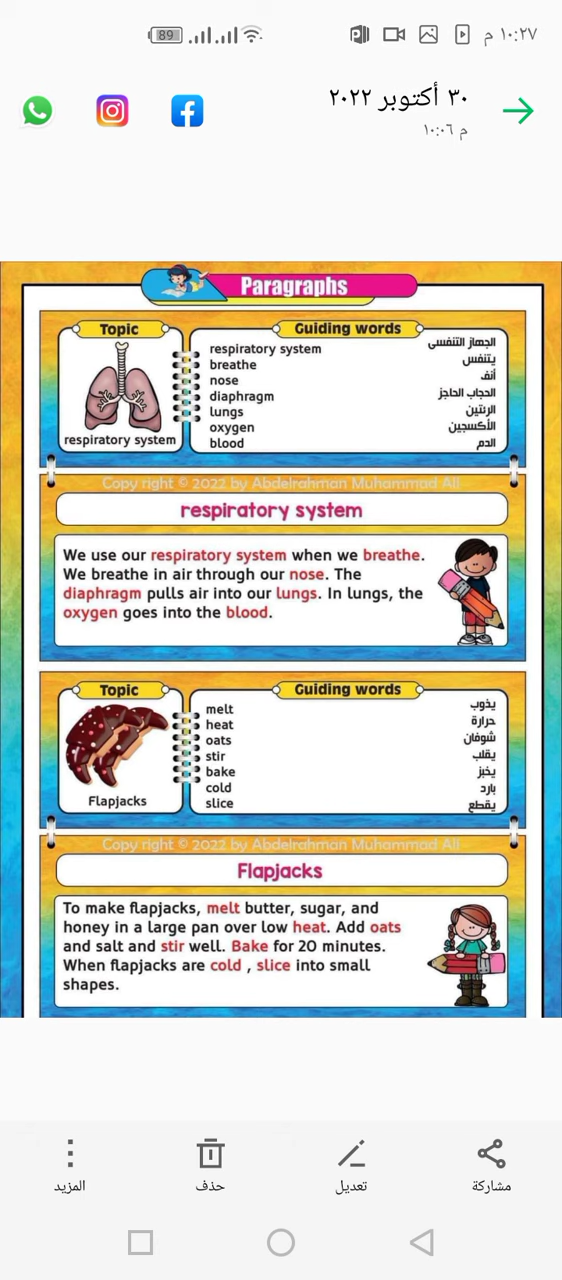 89
١٠:٢٧ م
٣٠ أكتوبر ٢٠٢٢
١٠:٠٦ م
Paragraphs
Topic
Guiding words
respiratory system الجهاز التنفسى
breathe يتنفس
nose أنف
diaphragm الحجاب الحاجز
lungs الرئتين
oxygen الأكسجين
blood الدم
respiratory system
Copy right © 2022 by Abdelrahman Muhammad Ali
respiratory system
We use our respiratory system when we breathe.
We breathe in air through our nose. The
diaphragm pulls air into our lungs. In lungs, the
oxygen goes into the blood.
Topic
Guiding words
melt يذوب
heat حرارة
oats شوفان
stir يقلب
bake يخبز
cold بارد
slice يقطع
Flapjacks
Copy right © 2022 by Abdelrahman Muhammad Ali
Flapjacks
To make flapjacks, melt butter, sugar, and
honey in a large pan over low heat. Add oats
and salt and stir well. Bake for 20 minutes.
When flapjacks are cold , slice into small
shapes.
مشاركة
تعديل
حذف
المزيد